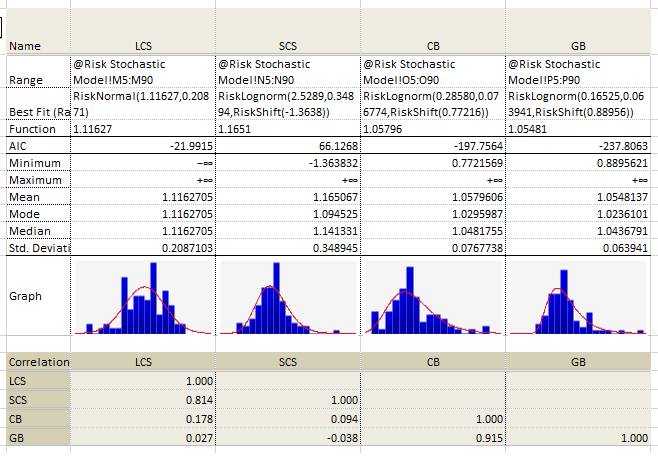 Name LCS SCS CB GB
@Risk Stochastic @Risk Stochastic @Risk Stochastic @Risk Stochastic
Range Model!M5:M90 Model!N5:N90 Model!O5:O90 Model!P5:P90
RiskNormal(1.11627,0.208 RiskLognorm(2.5289,0.348 RiskLognorm(0.28580,0.07 RiskLognorm(0.16525,0.06
Best Fit (Ra 71) 94,RiskShift(-1.3638)) 6774,RiskShift(0.77216)) 3941,RiskShift(0.88956))
Function 1.11627 1.1651 1.05796 1.05481
AIC -21.9915 66.1268 -197.7564 -237.8063
Minimum −∞ -1.363832 0.7721569 0.8895621
Maximum +∞ +∞ +∞ +∞
Mean 1.1162705 1.165067 1.0579606 1.0548137
Mode 1.1162705 1.094525 1.0295987 1.0236101
Median 1.1162705 1.141331 1.0481755 1.0436791
Std. Deviati 0.2087103 0.348945 0.0767738 0.063941
Graph
Correlation LCS SCS CB GB
LCS 1.000
SCS 0.814 1.000
CB 0.178 0.094 1.000
GB 0.027 -0.038 0.915 1.000